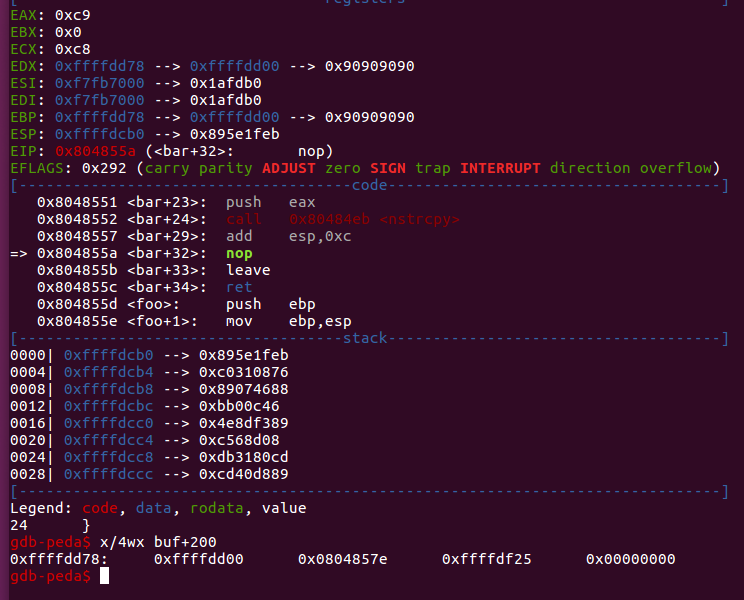 [------------------------------------registers------------------------------------]
EAX: 0xc9
EBX: 0x0
ECX: 0xc8
EDX: 0xffffdd78 --> 0xffffdd00 --> 0x90909090
ESI: 0xf7fb7000 --> 0x1afdb0
EDI: 0xf7fb7000 --> 0x1afdb0
EBP: 0xffffdd78 --> 0xffffdd00 --> 0x90909090
ESP: 0xffffdcb0 --> 0x895e1feb
EIP: 0x804855a (<bar+32>:	nop)
EFLAGS: 0x292 (carry parity ADJUST zero SIGN trap INTERRUPT direction overflow)
[-------------------------------------code-------------------------------------]
   0x8048551 <bar+23>:	push   eax
   0x8048552 <bar+24>:	call   0x80484eb <nstrcpy>
   0x8048557 <bar+29>:	add    esp,0xc
=> 0x804855a <bar+32>:	nop
   0x804855b <bar+33>:	leave
   0x804855c <bar+34>:	ret
   0x804855d <foo>:	push   ebp
   0x804855e <foo+1>:	mov    ebp,esp
[------------------------------------stack-------------------------------------]
0000| 0xffffdcb0 --> 0x895e1feb
0004| 0xffffdcb4 --> 0xc0310876
0008| 0xffffdcb8 --> 0x89074688
0012| 0xffffdcbc --> 0xbb00c46
0016| 0xffffdcc0 --> 0x4e8df389
0020| 0xffffdcc4 --> 0xc568d08
0024| 0xffffdcc8 --> 0xdb3180cd
0028| 0xffffdccc --> 0xcd40d889
[------------------------------------------------------------------------------]
Legend: code, data, rodata, value
24	}
gdb-peda$ x/4wx buf+200
0xffffdd78:	0xffffdd00	0x0804857e	0xffffdf25	0x00000000
gdb-peda$